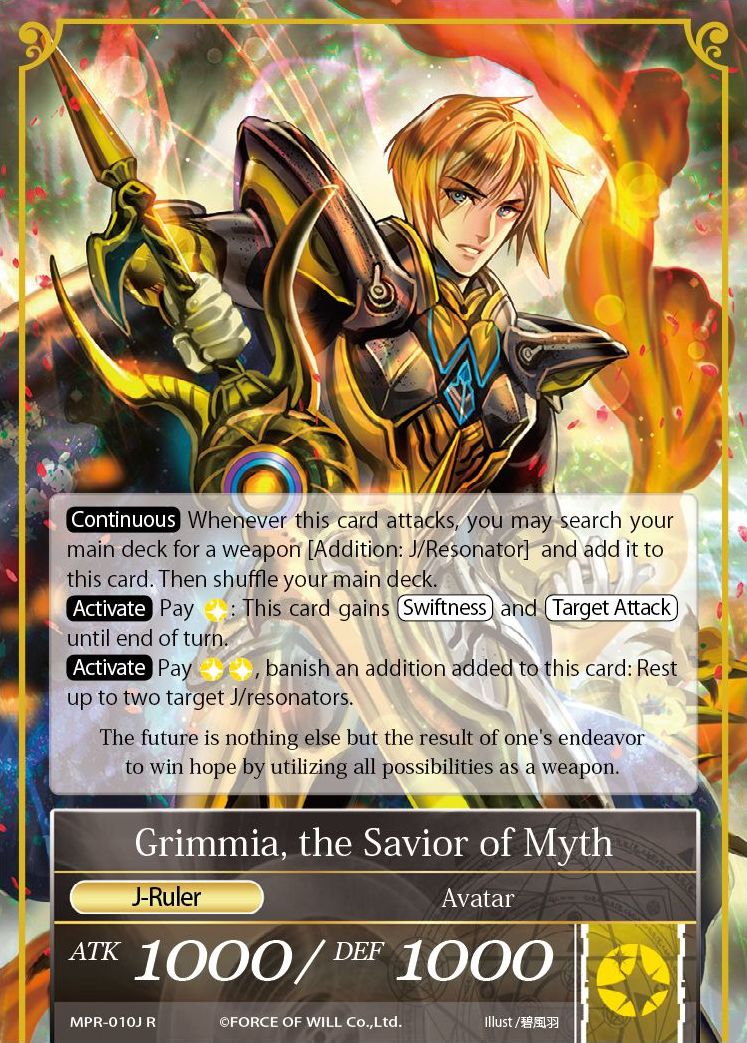 Continuous Whenever this card attacks, you may search your
main deck for a weapon [Addition: J/Resonator] and add it to
this card. Then shuffle your main deck.
Activate Pay : This card gains Swiftness and Target Attack
until end of turn.
Activate Pay , banish an addition added to this card: Rest
up to two target J/resonators.
The future is nothing else but the result of one's endeavor
to win hope by utilizing all possibilities as a weapon.
Grimmia, the Savior of Myth
J-Ruler Avatar
ATK 1000 / DEF 1000
MPR-010J R ©FORCE OF WILL Co.,Ltd. Illust /碧風羽